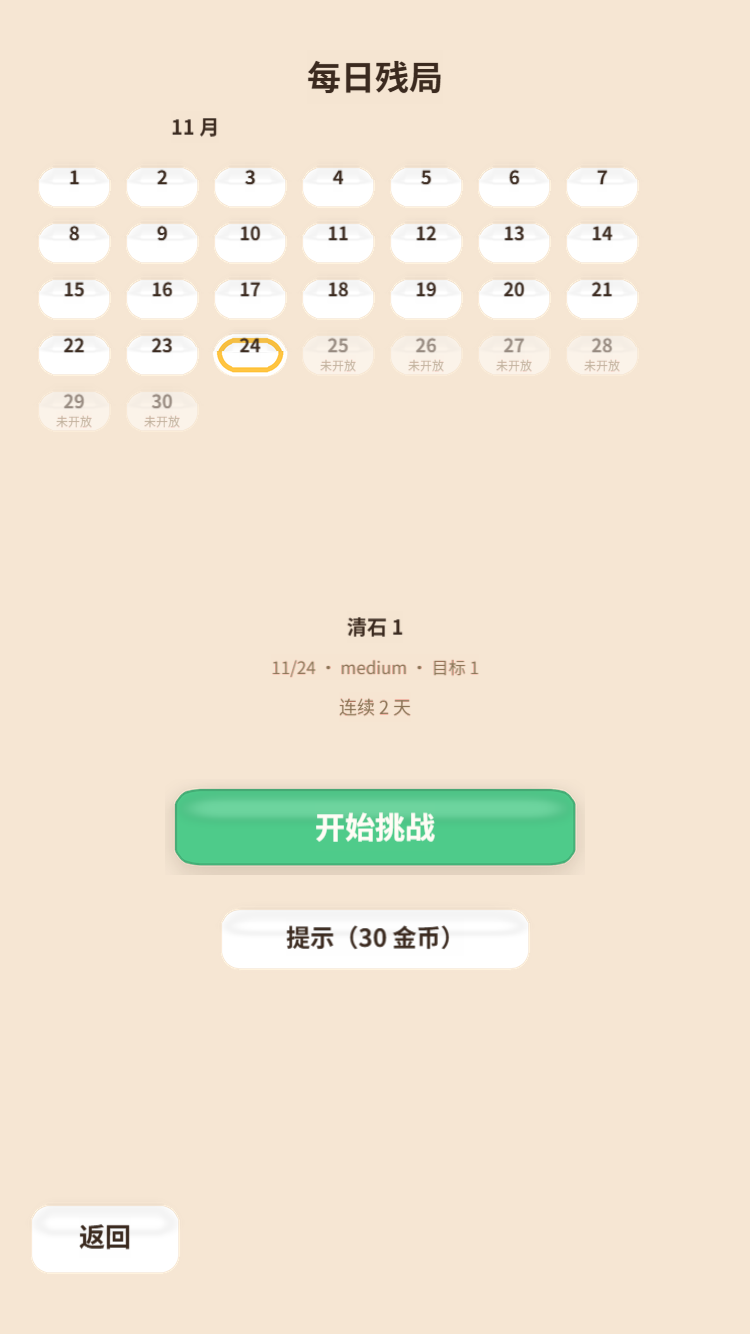 每日残局
11 月
1 2 3 4 5 6 7
8 9 10 11 12 13 14
15 16 17 18 19 20 21
22 23 24 25 26 27 28
未开放 未开放 未开放 未开放
29 30
未开放 未开放
清石 1
11/24 · medium · 目标 1
连续 2 天
开始挑战
提示（30 金币）
返回